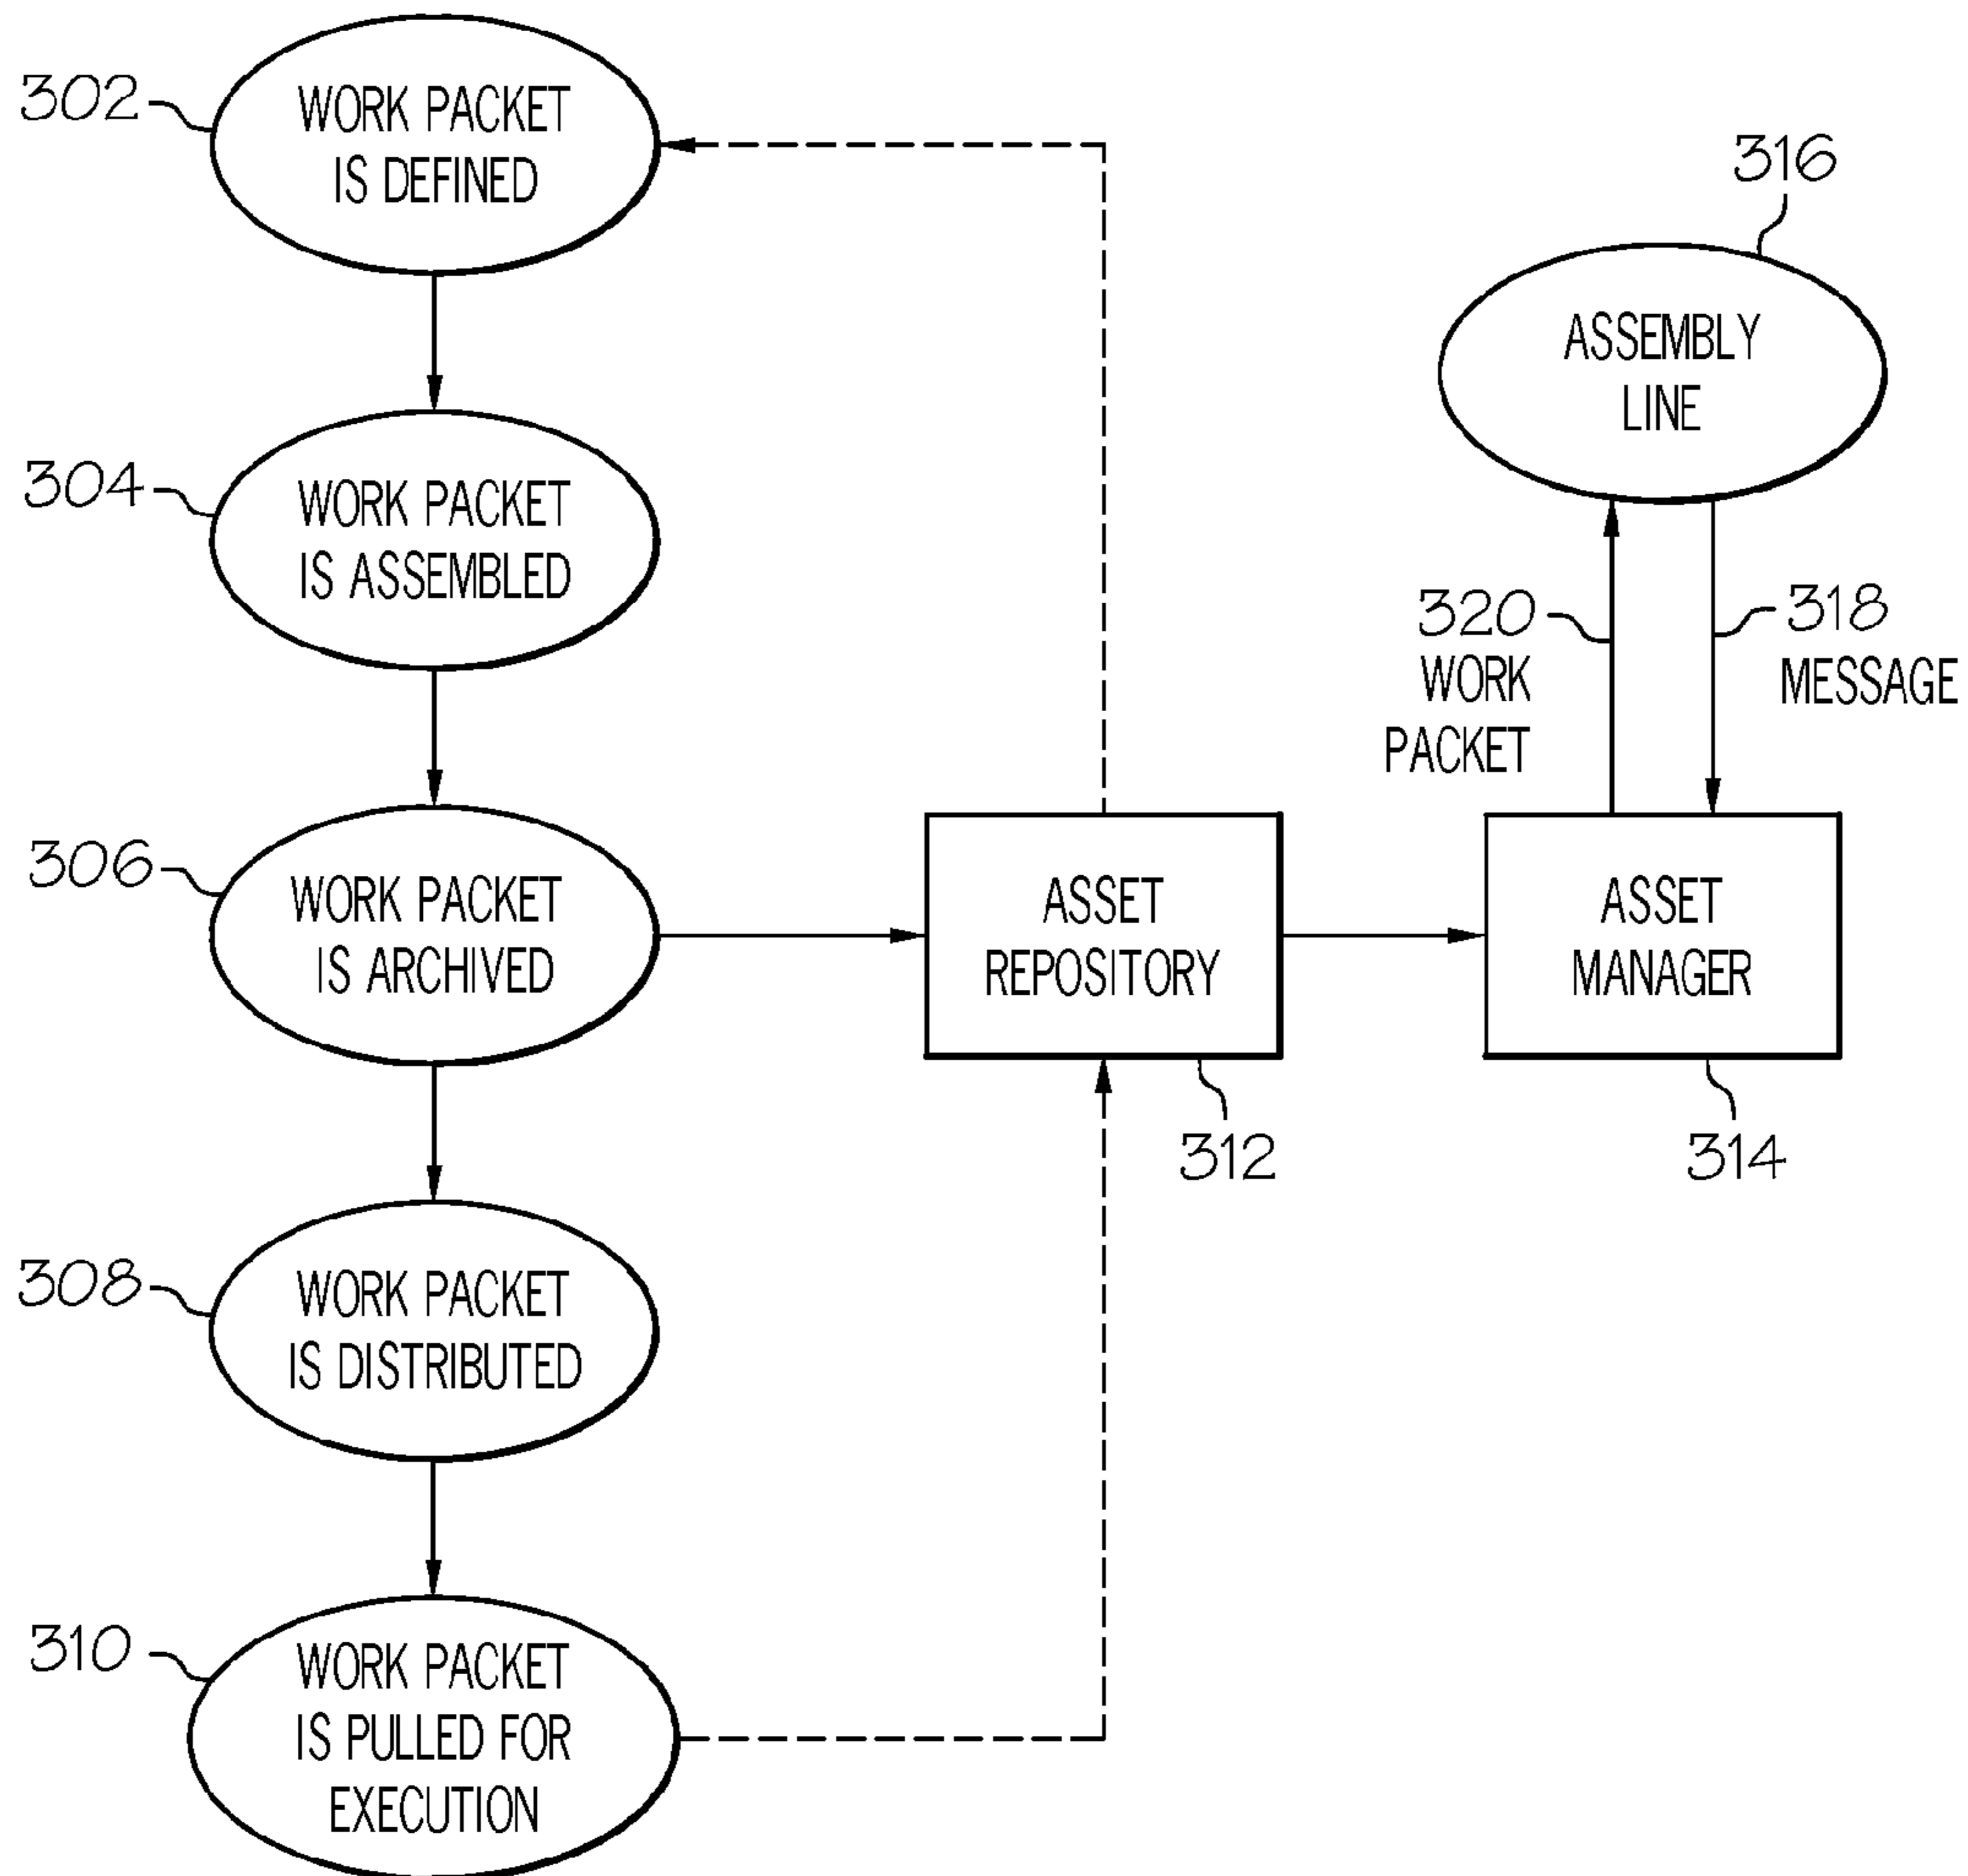 302
WORK PACKET
IS DEFINED
304
WORK PACKET
IS ASSEMBLED
306
WORK PACKET
IS ARCHIVED
308
WORK PACKET
IS DISTRIBUTED
310
WORK PACKET
IS PULLED FOR
EXECUTION
ASSET
REPOSITORY
312
316
ASSEMBLY
LINE
320
WORK
PACKET
318
MESSAGE
ASSET
MANAGER
314